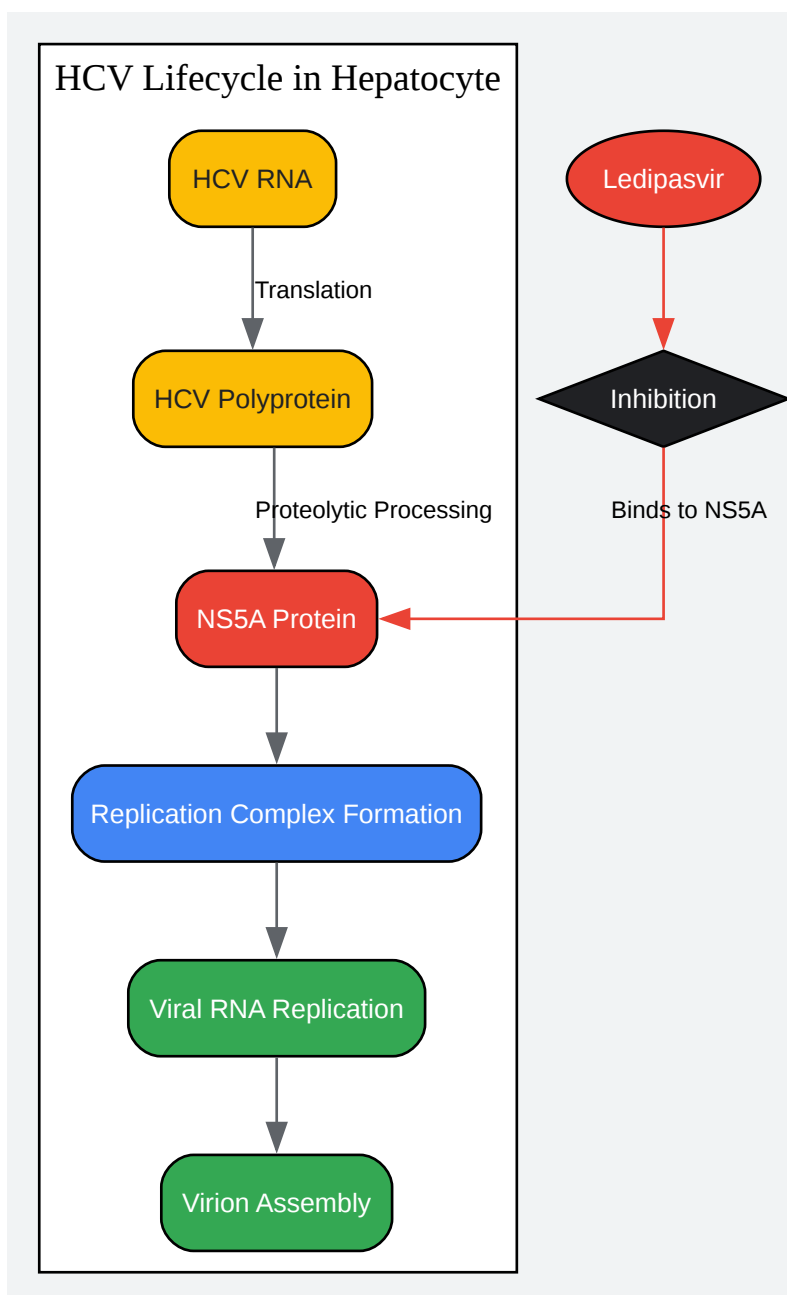 HCV Lifecycle in Hepatocyte
HCV RNA
Ledipasvir
Translation
HCV Polyprotein
Inhibition
Proteolytic Processing
Binds to NS5A
NS5A Protein
Replication Complex Formation
Viral RNA Replication
Virion Assembly